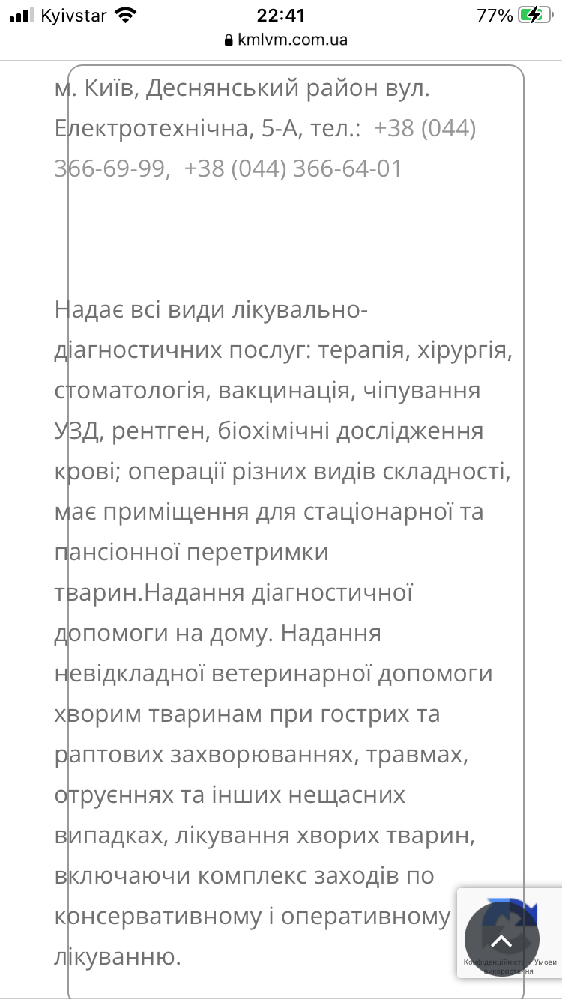 Kyivstar 22:41 77%
kmlvm.com.ua
м. Київ, Деснянський район вул.
Електротехнічна, 5-А, тел.: +38 (044)
366-69-99, +38 (044) 366-64-01
Надає всі види лікувально-
діагностичних послуг: терапія, хірургія,
стоматологія, вакцинація, чіпування
УЗД, рентген, біохімічні дослідження
крові; операції різних видів складності,
має приміщення для стаціонарної та
пансіонної перетримки
тварин.Надання діагностичної
допомоги на дому. Надання
невідкладної ветеринарної допомоги
хворим тваринам при гострих та
раптових захворюваннях, травмах,
отруєннях та інших нещасних
випадках, лікування хворих тварин,
включаючи комплекс заходів по
консервативному і оперативному
лікуванню.
Конфіденційність - Умови
використання